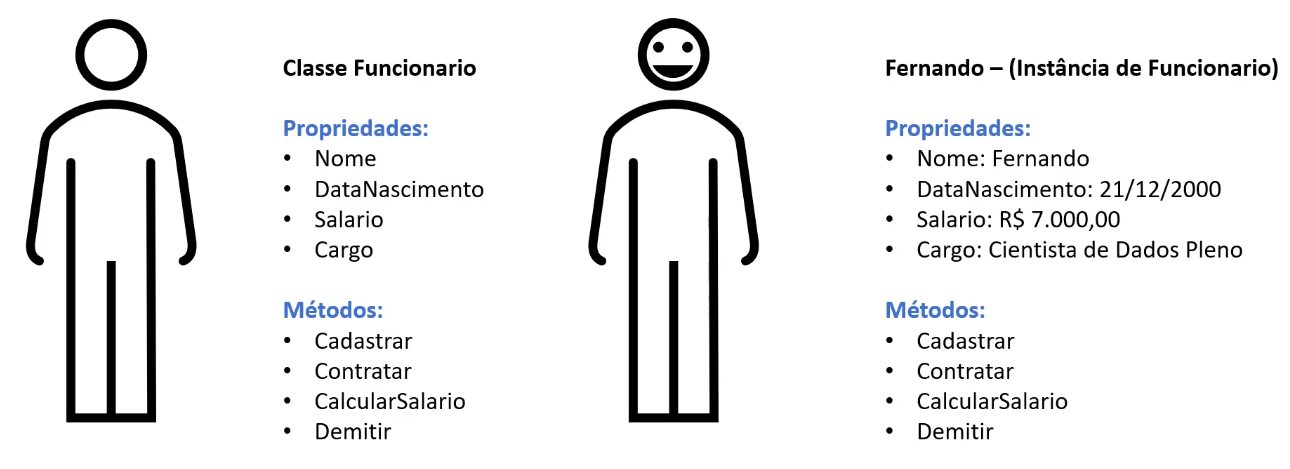 Classe Funcionario
Propriedades:
• Nome
• DataNascimento
• Salario
• Cargo
Métodos:
• Cadastrar
• Contratar
• CalcularSalario
• Demitir
Fernando – (Instância de Funcionario)
Propriedades:
• Nome: Fernando
• DataNascimento: 21/12/2000
• Salario: R$ 7.000,00
• Cargo: Cientista de Dados Pleno
Métodos:
• Cadastrar
• Contratar
• CalcularSalario
• Demitir